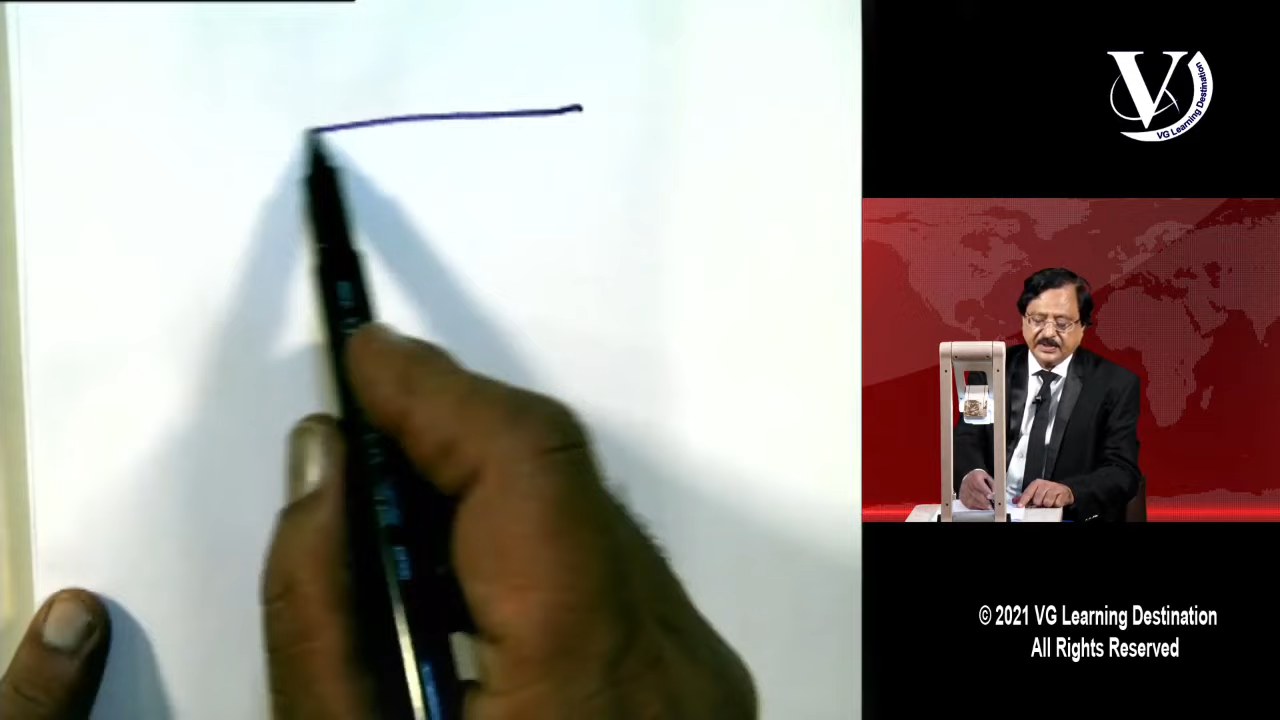 V
VG Learning Destination
© 2021 VG Learning Destination
All Rights Reserved